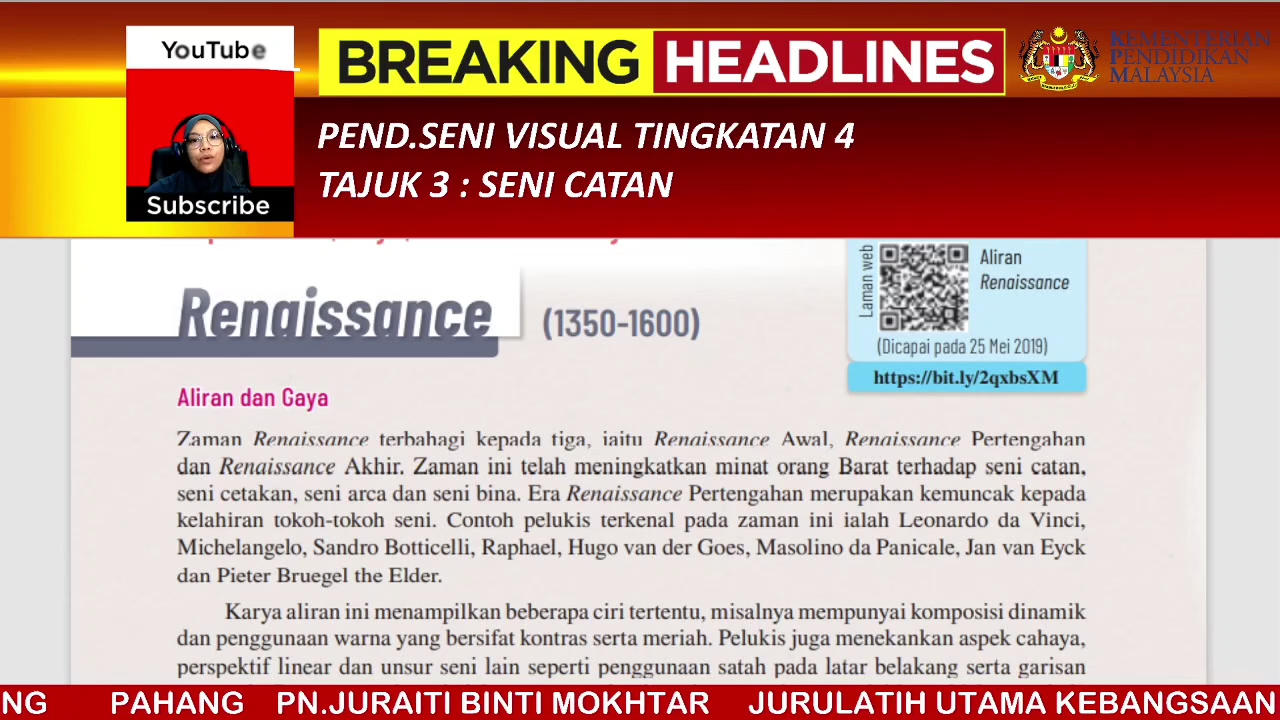 YouTube
Subscribe
BREAKING HEADLINES
KEMENTERIAN
PENDIDIKAN
MALAYSIA
PEND.SENI VISUAL TINGKATAN 4
TAJUK 3 : SENI CATAN
Renaissance (1350-1600)
Laman web
Aliran
Renaissance
(Dicapai pada 25 Mei 2019)
https://bit.ly/2qxbsXM
Aliran dan Gaya
Zaman Renaissance terbahagi kepada tiga, iaitu Renaissance Awal, Renaissance Pertengahan
dan Renaissance Akhir. Zaman ini telah meningkatkan minat orang Barat terhadap seni catan,
seni cetakan, seni arca dan seni bina. Era Renaissance Pertengahan merupakan kemuncak kepada
kelahiran tokoh-tokoh seni. Contoh pelukis terkenal pada zaman ini ialah Leonardo da Vinci,
Michelangelo, Sandro Botticelli, Raphael, Hugo van der Goes, Masolino da Panicale, Jan van Eyck
dan Pieter Bruegel the Elder.
Karya aliran ini menampilkan beberapa ciri tertentu, misalnya mempunyai komposisi dinamik
dan penggunaan warna yang bersifat kontras serta meriah. Pelukis juga menekankan aspek cahaya,
perspektif linear dan unsur seni lain seperti penggunaan satah pada latar belakang serta garisan
NG PAHANG PN.JURAITI BINTI MOKHTAR JURULATIH UTAMA KEBANGSAAN